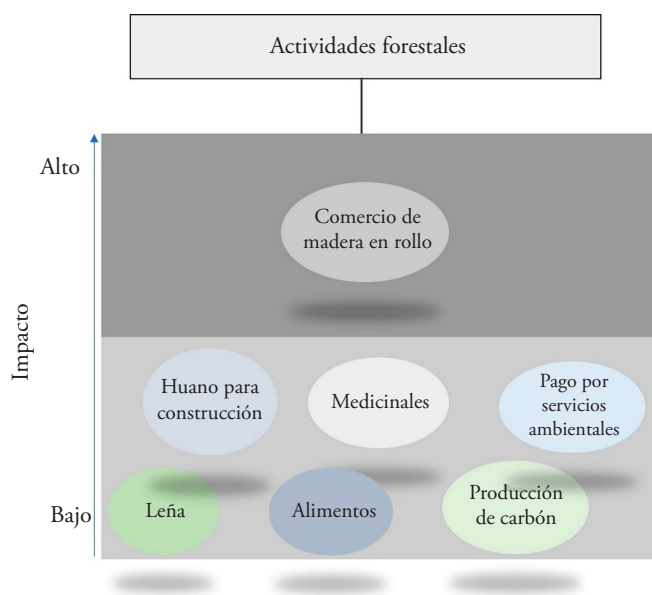 Actividades forestales
Alto
Comercio de
madera en rollo
Impacto
Huano para
construcción
Medicinales
Pago por
servicios
ambientales
Bajo
Leña
Alimentos
Producción
de carbón